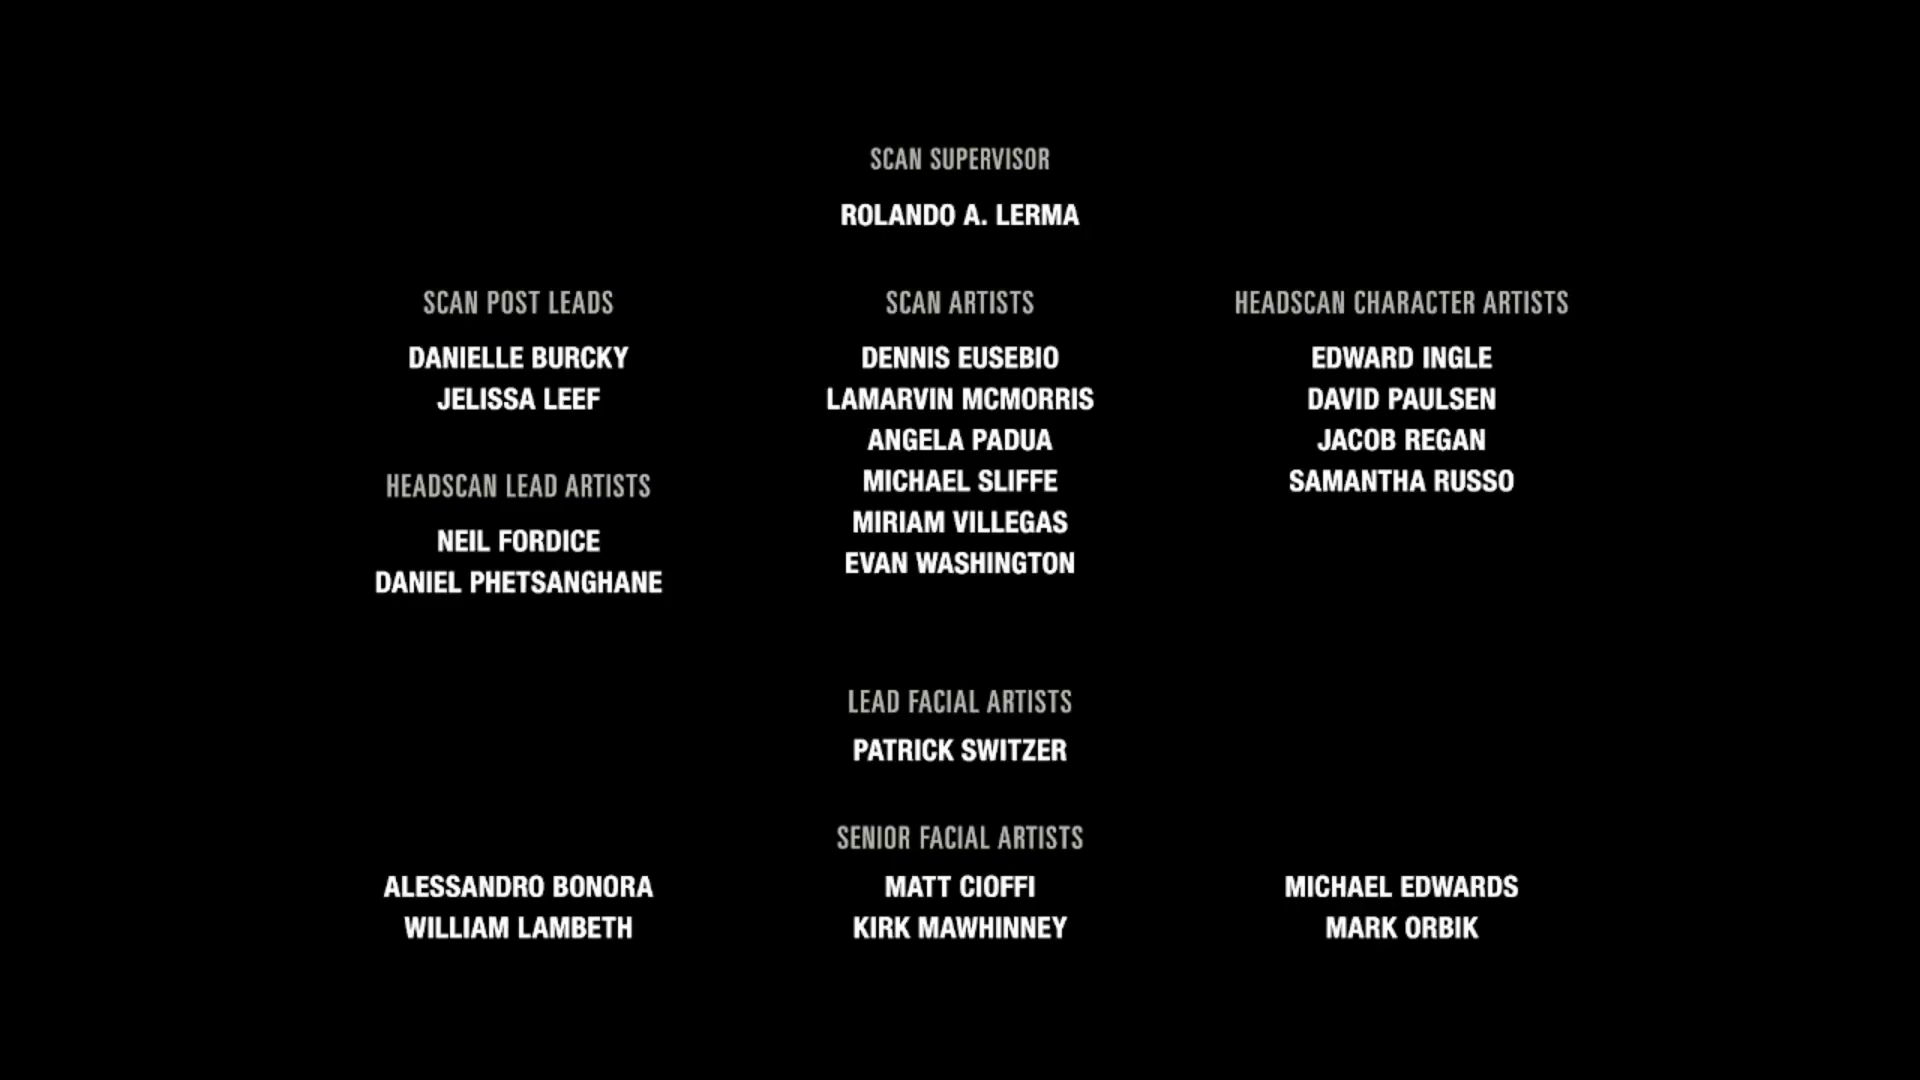 SCAN SUPERVISOR
ROLANDO A. LERMA
SCAN POST LEADS
DANIELLE BURCKY
JELISSA LEEF
HEADSCAN LEAD ARTISTS
NEIL FORDICE
DANIEL PHETSANGHANE
SCAN ARTISTS
DENNIS EUSEBIO
LAMARVIN MCMORRIS
ANGELA PADUA
MICHAEL SLIFFE
MIRIAM VILLEGAS
EVAN WASHINGTON
HEADSCAN CHARACTER ARTISTS
EDWARD INGLE
DAVID PAULSEN
JACOB REGAN
SAMANTHA RUSSO
LEAD FACIAL ARTISTS
PATRICK SWITZER
SENIOR FACIAL ARTISTS
ALESSANDRO BONORA
MATT CIOFFI
MICHAEL EDWARDS
WILLIAM LAMBETH
KIRK MAWHINNEY
MARK ORBIK